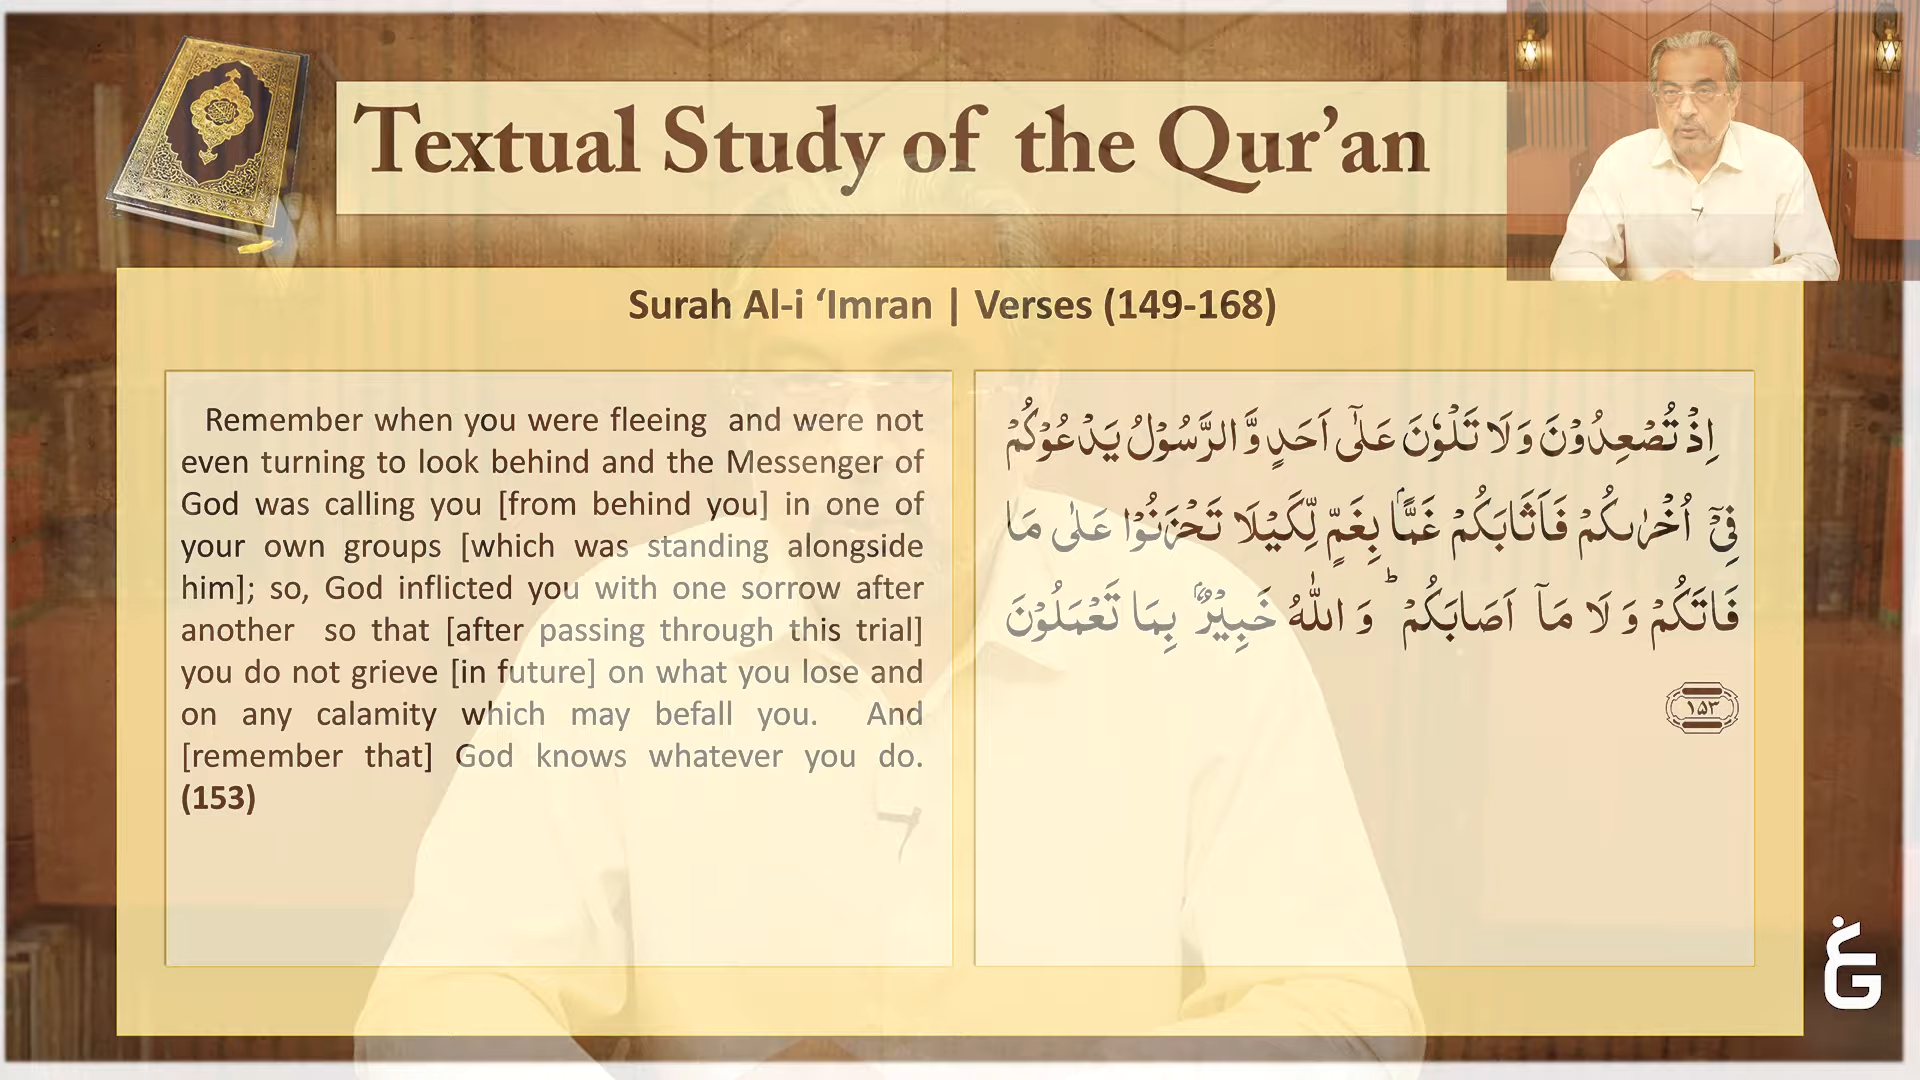 Textual Study of the Qur’an
Surah Al-i ‘Imran | Verses (149-168)
Remember when you were fleeing and were not
even turning to look behind and the Messenger of
God was calling you [from behind you] in one of
your own groups [which was standing alongside
him]; so, God inflicted you with one sorrow after
another so that [after passing through this trial]
you do not grieve [in future] on what you lose and
on any calamity which may befall you. And
[remember that] God knows whatever you do.
(153)
اِذْ تُصْعِدُوْنَ وَ لَا تَلْوٗنَ عَلٰۤی اَحَدٍ وَّ الرَّسُوْلُ یَدْعُوْكُمْ
فِیْۤ اُخْرٰىكُمْ فَاَثَابَكُمْ غَمًّۢا بِغَمٍّ لِّكَیْلَا تَحْزَنُوْا عَلٰی مَا
فَاتَكُمْ وَ لَا مَاۤ اَصَابَكُمْ ؕ وَ اللّٰهُ خَبِیْرٌۢ بِمَا تَعْمَلُوْنَ
۱۵۳